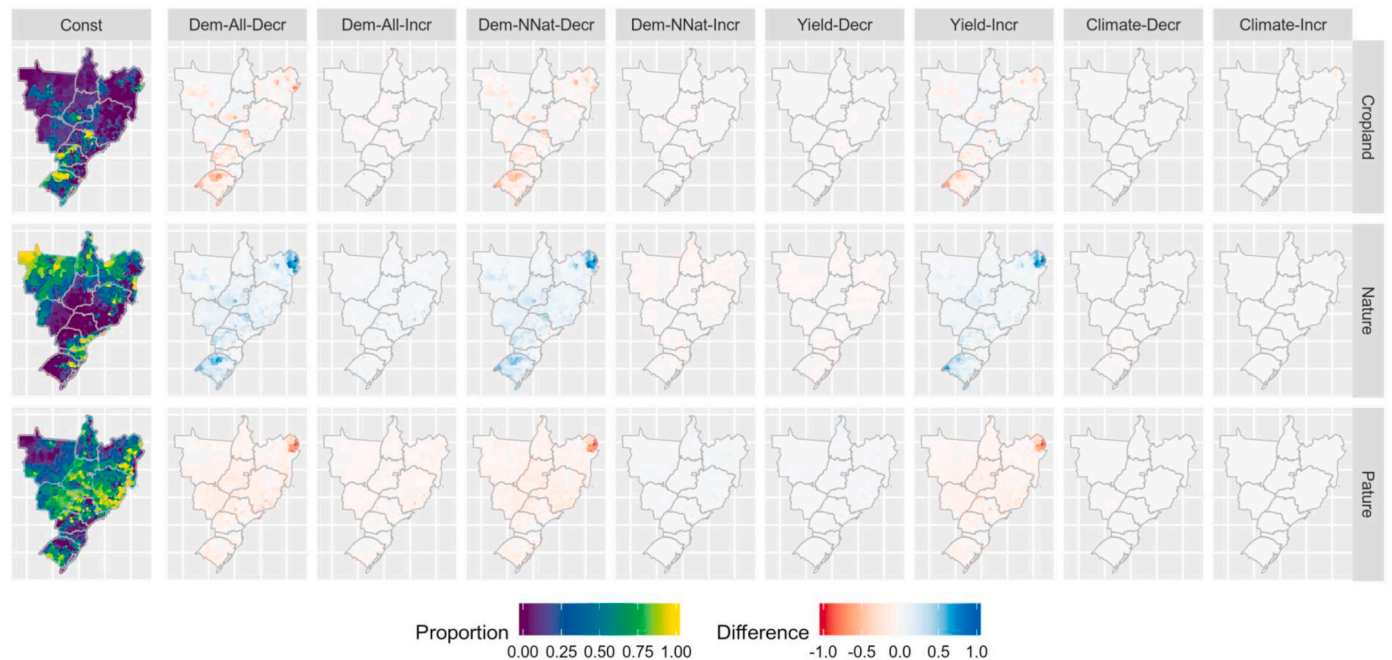 Const Dem-All-Decr Dem-All-Incr Dem-NNat-Decr Dem-NNat-Incr Yield-Decr Yield-Incr Climate-Decr Climate-Incr
Cropland
Nature
Pature
Proportion
0.00 0.25 0.50 0.75 1.00
Difference
-1.0 -0.5 0.0 0.5 1.0